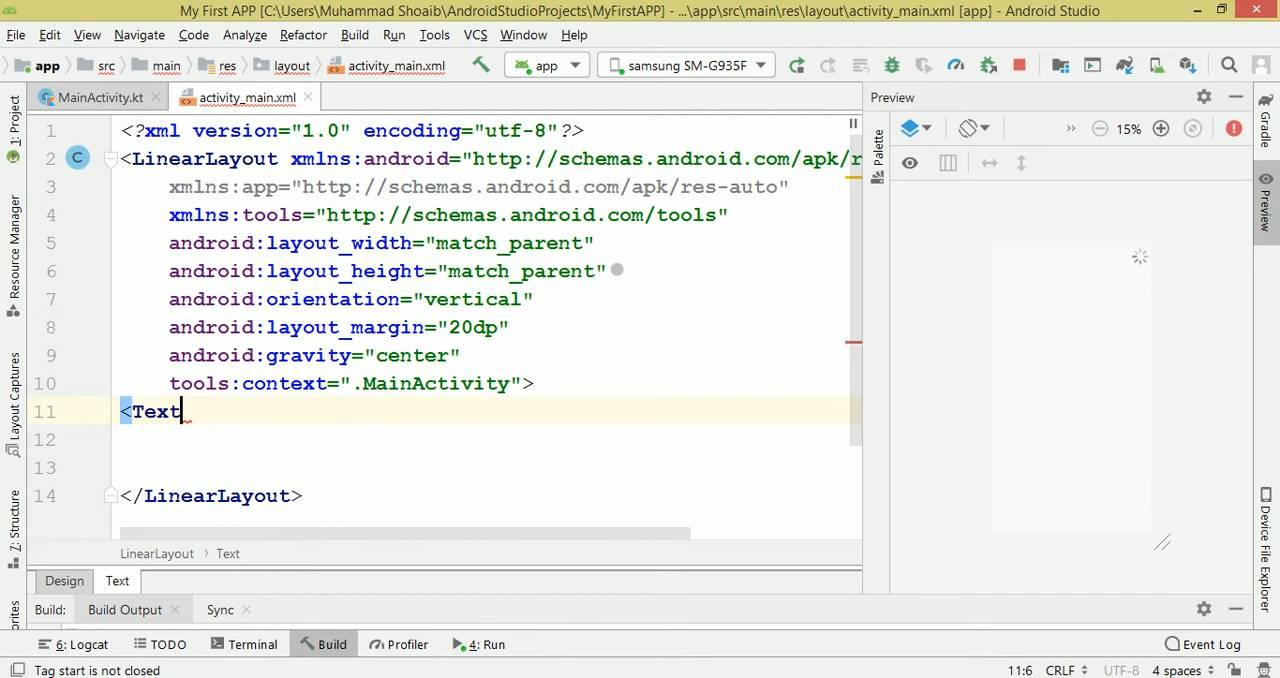 My First APP [C:\Users\Muhammad Shoaib\AndroidStudioProjects\MyFirstAPP] - ...\app\src\main\res\layout\activity_main.xml [app] - Android Studio
File Edit View Navigate Code Analyze Refactor Build Run Tools VCS Window Help
app src main res layout activity_main.xml app samsung SM-G935F
MainActivity.kt activity_main.xml Preview
1: Project
Resource Manager
Layout Captures
7: Structure
Palette
15%
Gradle
Preview
Device File Explorer
1 <?xml version="1.0" encoding="utf-8"?>
2 <LinearLayout xmlns:android="http://schemas.android.com/apk/r
3 xmlns:app="http://schemas.android.com/apk/res-auto"
4 xmlns:tools="http://schemas.android.com/tools"
5 android:layout_width="match_parent"
6 android:layout_height="match_parent"
7 android:orientation="vertical"
8 android:layout_margin="20dp"
9 android:gravity="center"
10 tools:context=".MainActivity">
11 <Text
12
13
14 </LinearLayout>
LinearLayout › Text
Design Text
Build: Build Output Sync
6: Logcat TODO Terminal Build Profiler 4: Run Event Log
Tag start is not closed 11:6 CRLF UTF-8 4 spaces